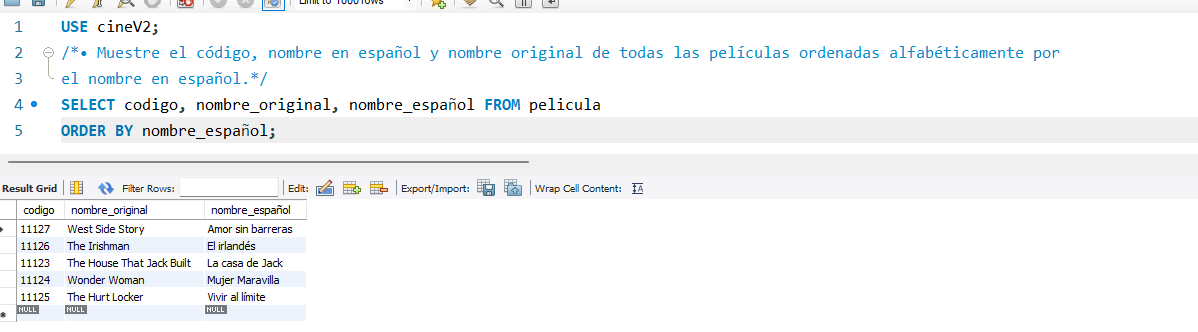 Limit to 1000 rows
1 USE cineV2;
2 /*• Muestre el código, nombre en español y nombre original de todas las películas ordenadas alfabéticamente por
3 el nombre en español.*/
4 SELECT codigo, nombre_original, nombre_español FROM pelicula
5 ORDER BY nombre_español;
Result Grid Filter Rows: Edit: Export/Import: Wrap Cell Content: IA
codigo nombre_original nombre_español
11127 West Side Story Amor sin barreras
11126 The Irishman El irlandés
11123 The House That Jack Built La casa de Jack
11124 Wonder Woman Mujer Maravilla
11125 The Hurt Locker Vivir al límite
NULL NULL NULL